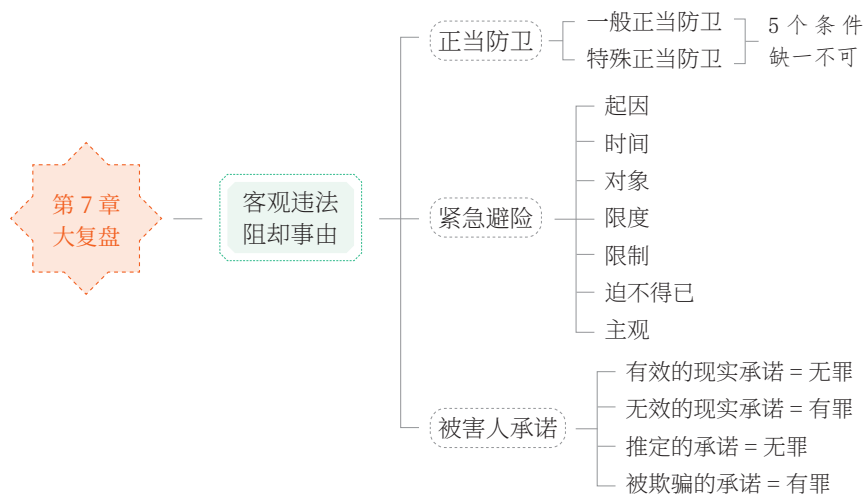 第 7 章
大复盘
客观违法
阻却事由
正当防卫
一般正当防卫
特殊正当防卫
5 个 条 件
缺一不可
紧急避险
起因
时间
对象
限度
限制
迫不得已
主观
被害人承诺
有效的现实承诺 = 无罪
无效的现实承诺 = 有罪
推定的承诺 = 无罪
被欺骗的承诺 = 有罪